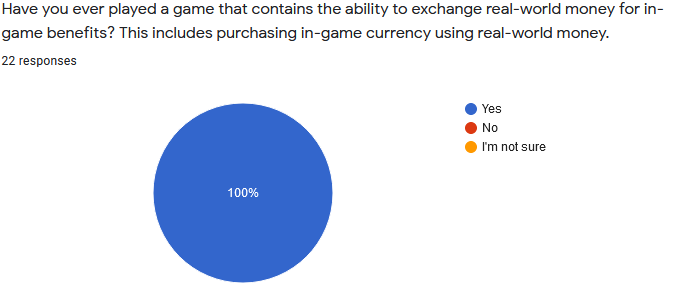 Have you ever played a game that contains the ability to exchange real-world money for in-
game benefits? This includes purchasing in-game currency using real-world money.
22 responses
100%
Yes
No
I'm not sure